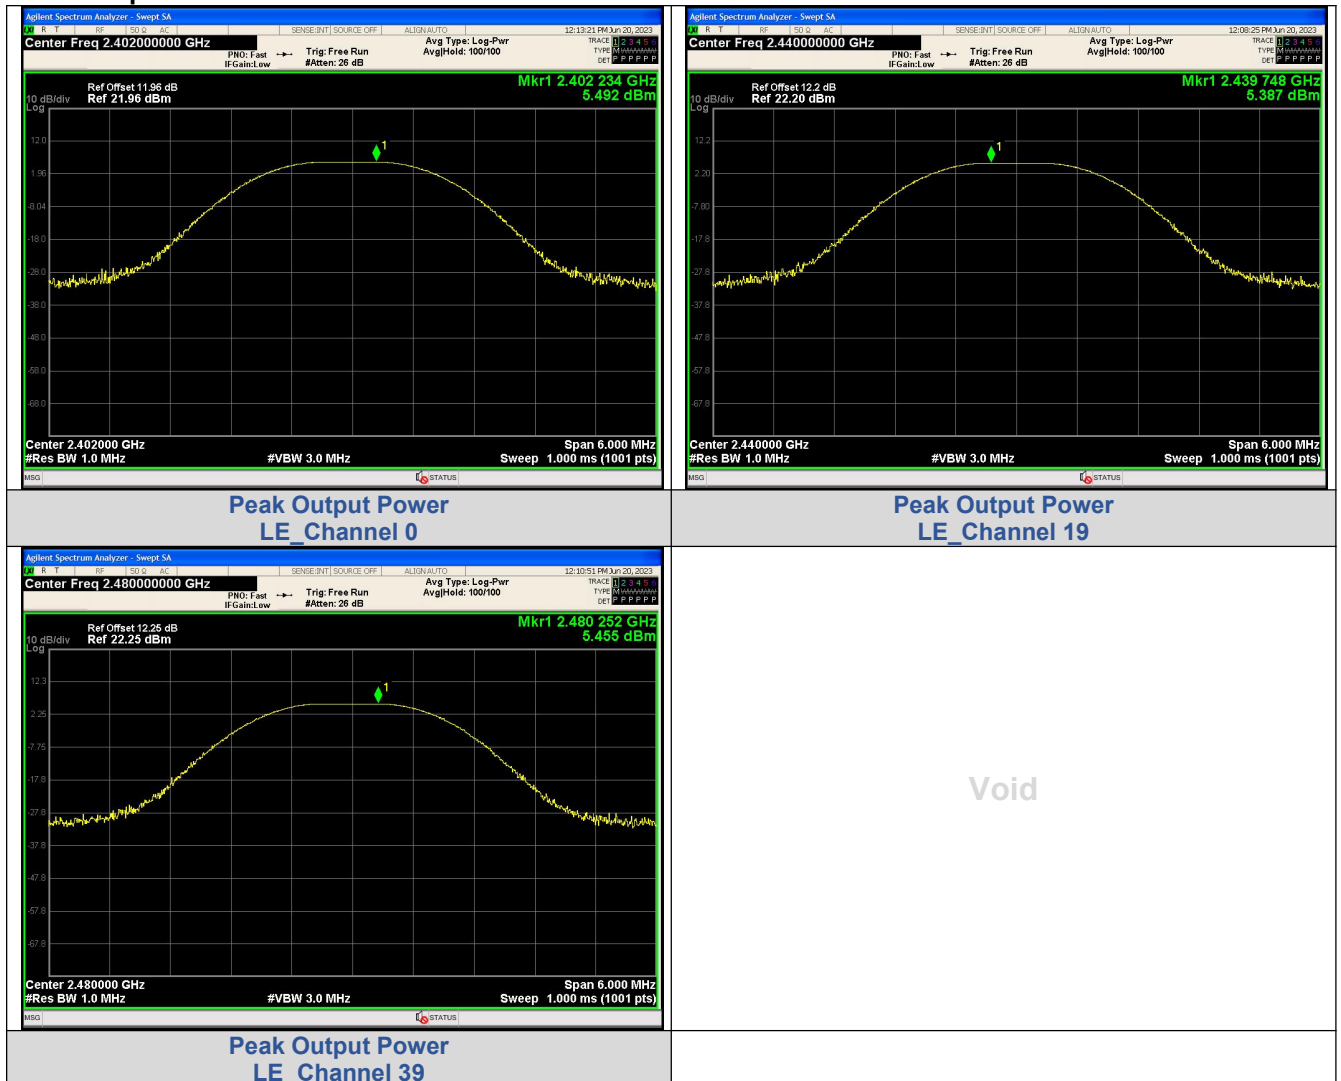 Agilent Spectrum Analyzer - Swept SA
R T RF 50 Ω AC SENSE:INT SOURCE OFF ALIGN AUTO 12:13:21 PM Jun 20, 2023
Center Freq 2.402000000 GHz
PNO: Fast
IFGain:Low
Trig: Free Run
#Atten: 26 dB
Avg Type: Log-Pwr
Avg|Hold: 100/100
TRACE 1 2 3 4 5 6
TYPE M
DET P P P P P P
Mkr1 2.402 234 GHz
5.492 dBm
Ref Offset 11.96 dB
10 dB/div Ref 21.96 dBm
Log
12.0
1.96
-8.04
-18.0
-28.0
-38.0
-48.0
-58.0
-68.0
1
Center 2.402000 GHz Span 6.000 MHz
#Res BW 1.0 MHz #VBW 3.0 MHz Sweep 1.000 ms (1001 pts)
MSG STATUS
Peak Output Power
LE_Channel 0
Agilent Spectrum Analyzer - Swept SA
R T RF 50 Ω AC SENSE:INT SOURCE OFF ALIGN AUTO 12:08:25 PM Jun 20, 2023
Center Freq 2.440000000 GHz
PNO: Fast
IFGain:Low
Trig: Free Run
#Atten: 26 dB
Avg Type: Log-Pwr
Avg|Hold: 100/100
TRACE 1 2 3 4 5 6
TYPE M
DET P P P P P P
Mkr1 2.439 748 GHz
5.387 dBm
Ref Offset 12.2 dB
10 dB/div Ref 22.20 dBm
Log
12.2
2.20
-7.80
-17.8
-27.8
-37.8
-47.8
-57.8
-67.8
1
Center 2.440000 GHz Span 6.000 MHz
#Res BW 1.0 MHz #VBW 3.0 MHz Sweep 1.000 ms (1001 pts)
MSG STATUS
Peak Output Power
LE_Channel 19
Agilent Spectrum Analyzer - Swept SA
R T RF 50 Ω AC SENSE:INT SOURCE OFF ALIGN AUTO 12:10:51 PM Jun 20, 2023
Center Freq 2.480000000 GHz
PNO: Fast
IFGain:Low
Trig: Free Run
#Atten: 26 dB
Avg Type: Log-Pwr
Avg|Hold: 100/100
TRACE 1 2 3 4 5 6
TYPE M
DET P P P P P P
Mkr1 2.480 252 GHz
5.455 dBm
Ref Offset 12.25 dB
10 dB/div Ref 22.25 dBm
Log
12.3
2.25
-7.75
-17.8
-27.8
-37.8
-47.8
-57.8
-67.8
1
Center 2.480000 GHz Span 6.000 MHz
#Res BW 1.0 MHz #VBW 3.0 MHz Sweep 1.000 ms (1001 pts)
MSG STATUS
Peak Output Power
LE_Channel 39
Void